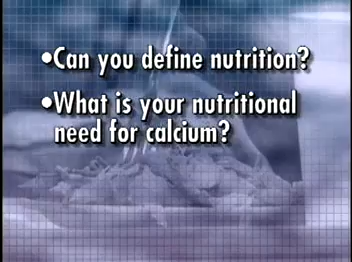 •Can you define nutrition?
•What is your nutritional
need for calcium?